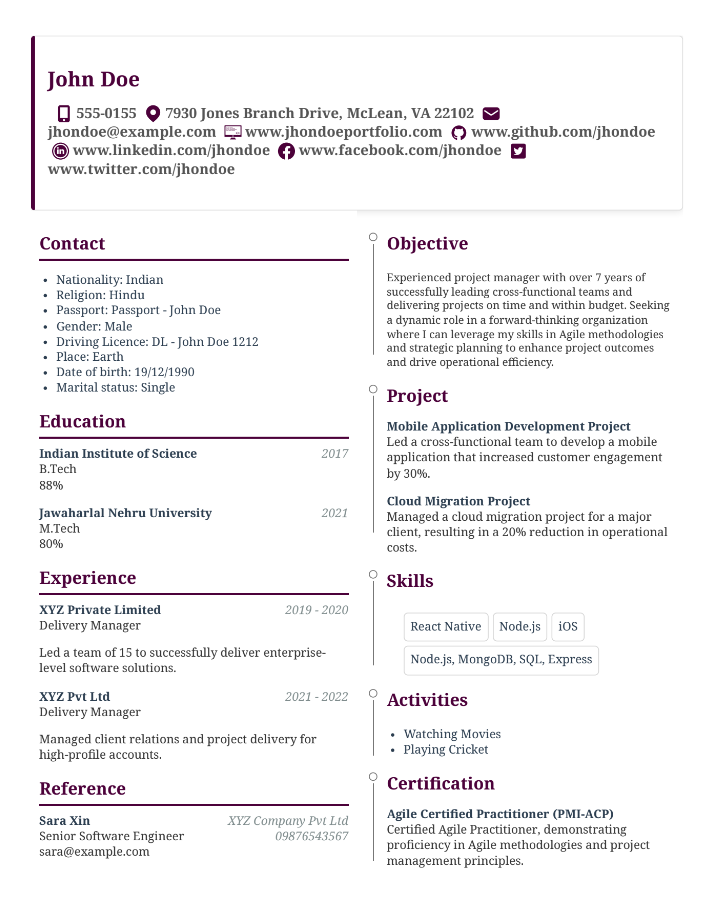 John Doe
555-0155 7930 Jones Branch Drive, McLean, VA 22102
jhondoe@example.com www.jhondoeportfolio.com www.github.com/jhondoe
www.linkedin.com/jhondoe www.facebook.com/jhondoe
www.twitter.com/jhondoe
Contact
• Nationality: Indian
• Religion: Hindu
• Passport: Passport - John Doe
• Gender: Male
• Driving Licence: DL - John Doe 1212
• Place: Earth
• Date of birth: 19/12/1990
• Marital status: Single
Education
Indian Institute of Science 2017
B.Tech
88%
Jawaharlal Nehru University 2021
M.Tech
80%
Experience
XYZ Private Limited 2019 - 2020
Delivery Manager
Led a team of 15 to successfully deliver enterprise-
level software solutions.
XYZ Pvt Ltd 2021 - 2022
Delivery Manager
Managed client relations and project delivery for
high-profile accounts.
Reference
Sara Xin XYZ Company Pvt Ltd
Senior Software Engineer 09876543567
sara@example.com
Objective
Experienced project manager with over 7 years of
successfully leading cross-functional teams and
delivering projects on time and within budget. Seeking
a dynamic role in a forward-thinking organization
where I can leverage my skills in Agile methodologies
and strategic planning to enhance project outcomes
and drive operational efficiency.
Project
Mobile Application Development Project
Led a cross-functional team to develop a mobile
application that increased customer engagement
by 30%.
Cloud Migration Project
Managed a cloud migration project for a major
client, resulting in a 20% reduction in operational
costs.
Skills
React Native Node.js iOS
Node.js, MongoDB, SQL, Express
Activities
• Watching Movies
• Playing Cricket
Certification
Agile Certified Practitioner (PMI-ACP)
Certified Agile Practitioner, demonstrating
proficiency in Agile methodologies and project
management principles.